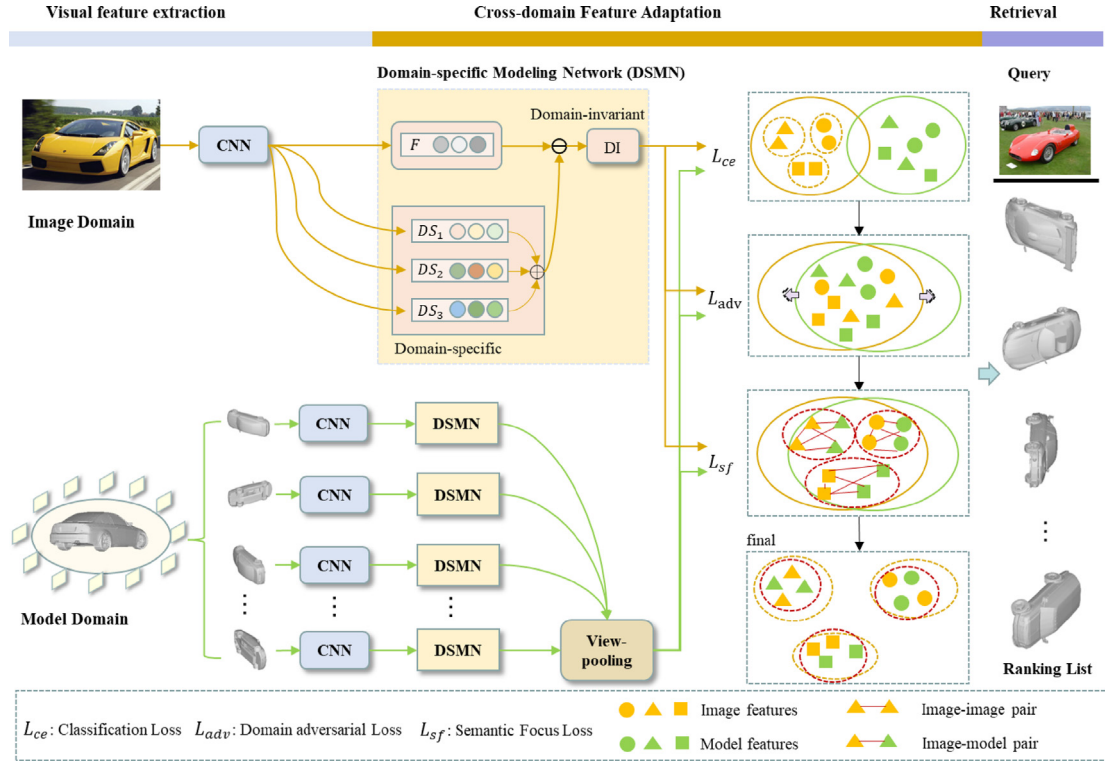 Visual feature extraction
Cross-domain Feature Adaptation
Retrieval
Domain-specific Modeling Network (DSMN)
Query
Domain-invariant
CNN
F
⊖
DI
L_ce
Image Domain
DS_1
DS_2
⊕
DS_3
L_adv
Domain-specific
CNN
DSMN
L_sf
CNN
DSMN
final
CNN
DSMN
Model Domain
CNN
DSMN
View-
pooling
Ranking List
L_ce: Classification Loss L_adv: Domain adversarial Loss L_sf: Semantic Focus Loss
Image features
Image-image pair
Model features
Image-model pair